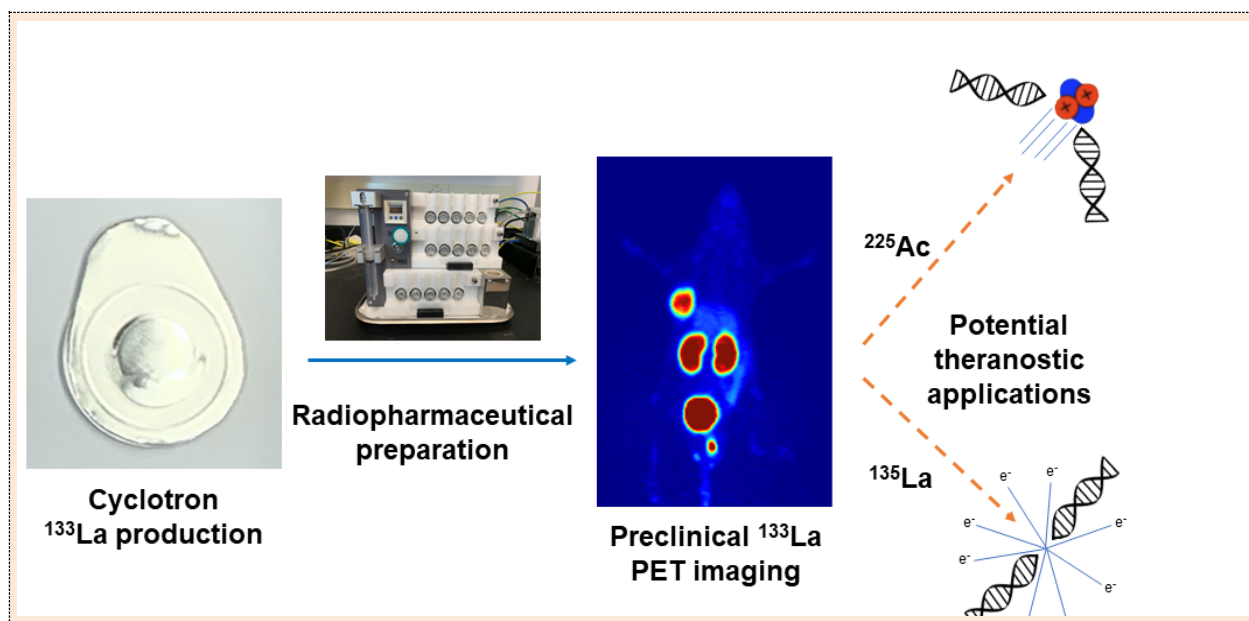 Cyclotron
¹³³La production
Radiopharmaceutical
preparation
Preclinical ¹³³La
PET imaging
²²⁵Ac
Potential
theranostic
applications
¹³⁵La
e⁻
e⁻
e⁻
e⁻
e⁻
e⁻